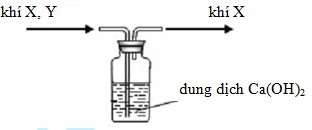 khí X, Y
khí X
dung dịch Ca(OH)₂